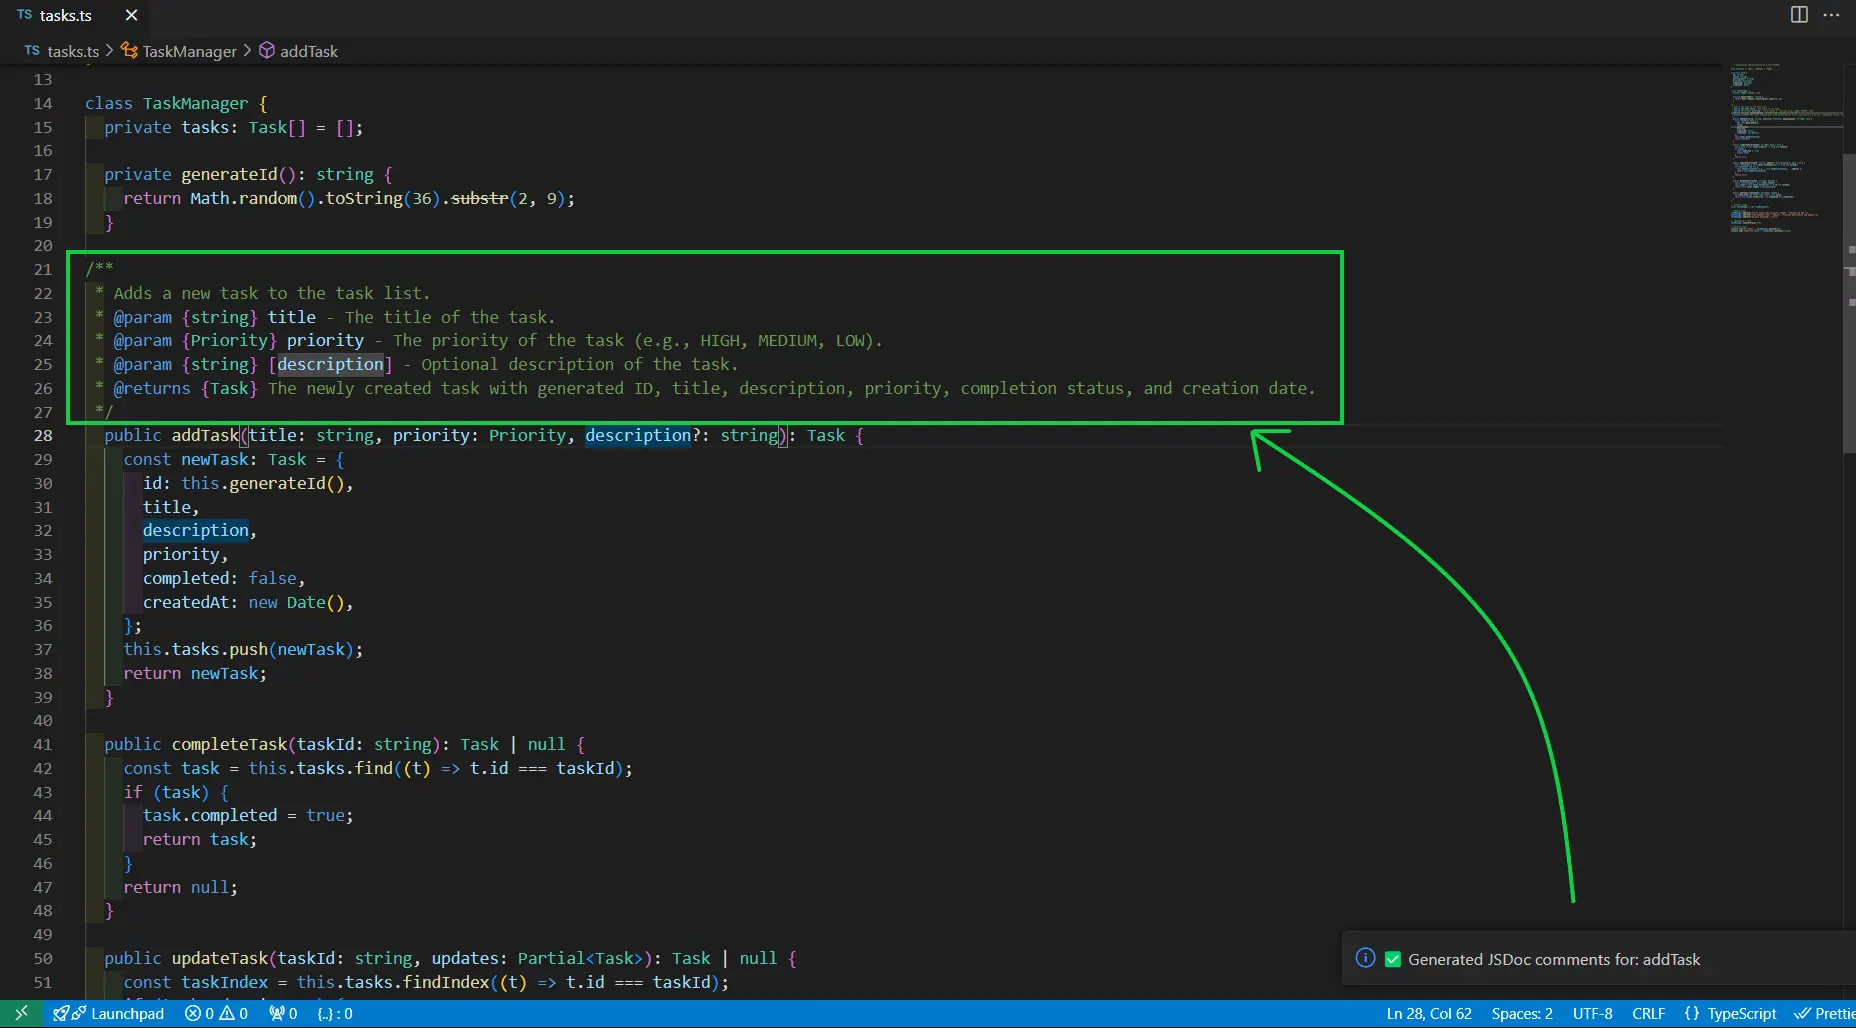 TS tasks.ts
TS tasks.ts > TaskManager > addTask
13
14 class TaskManager {
15 private tasks: Task[] = [];
16
17 private generateId(): string {
18 return Math.random().toString(36).substr(2, 9);
19 }
20
21 /**
22 * Adds a new task to the task list.
23 * @param {string} title - The title of the task.
24 * @param {Priority} priority - The priority of the task (e.g., HIGH, MEDIUM, LOW).
25 * @param {string} [description] - Optional description of the task.
26 * @returns {Task} The newly created task with generated ID, title, description, priority, completion status, and creation date.
27 */
28 public addTask(title: string, priority: Priority, description?: string): Task {
29 const newTask: Task = {
30 id: this.generateId(),
31 title,
32 description,
33 priority,
34 completed: false,
35 createdAt: new Date(),
36 };
37 this.tasks.push(newTask);
38 return newTask;
39 }
40
41 public completeTask(taskId: string): Task | null {
42 const task = this.tasks.find((t) => t.id === taskId);
43 if (task) {
44 task.completed = true;
45 return task;
46 }
47 return null;
48 }
49
50 public updateTask(taskId: string, updates: Partial<Task>): Task | null {
51 const taskIndex = this.tasks.findIndex((t) => t.id === taskId);
Generated JSDoc comments for: addTask
Launchpad 0 0 0 {..} : 0 Ln 28, Col 62 Spaces: 2 UTF-8 CRLF {} TypeScript Prettie